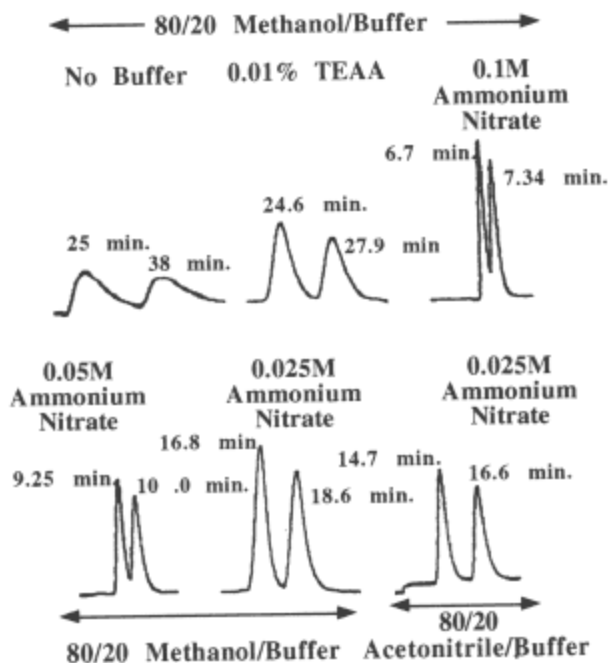 80/20 Methanol/Buffer
No Buffer
0.01% TEAA
0.1M
Ammonium
Nitrate
6.7 min.
7.34 min.
24.6 min.
27.9 min
25 min.
38 min.
0.05M
Ammonium
Nitrate
0.025M
Ammonium
Nitrate
0.025M
Ammonium
Nitrate
9.25 min.
10 .0 min.
16.8 min.
18.6 min.
14.7 min.
16.6 min.
80/20 Methanol/Buffer
80/20
Acetonitrile/Buffer